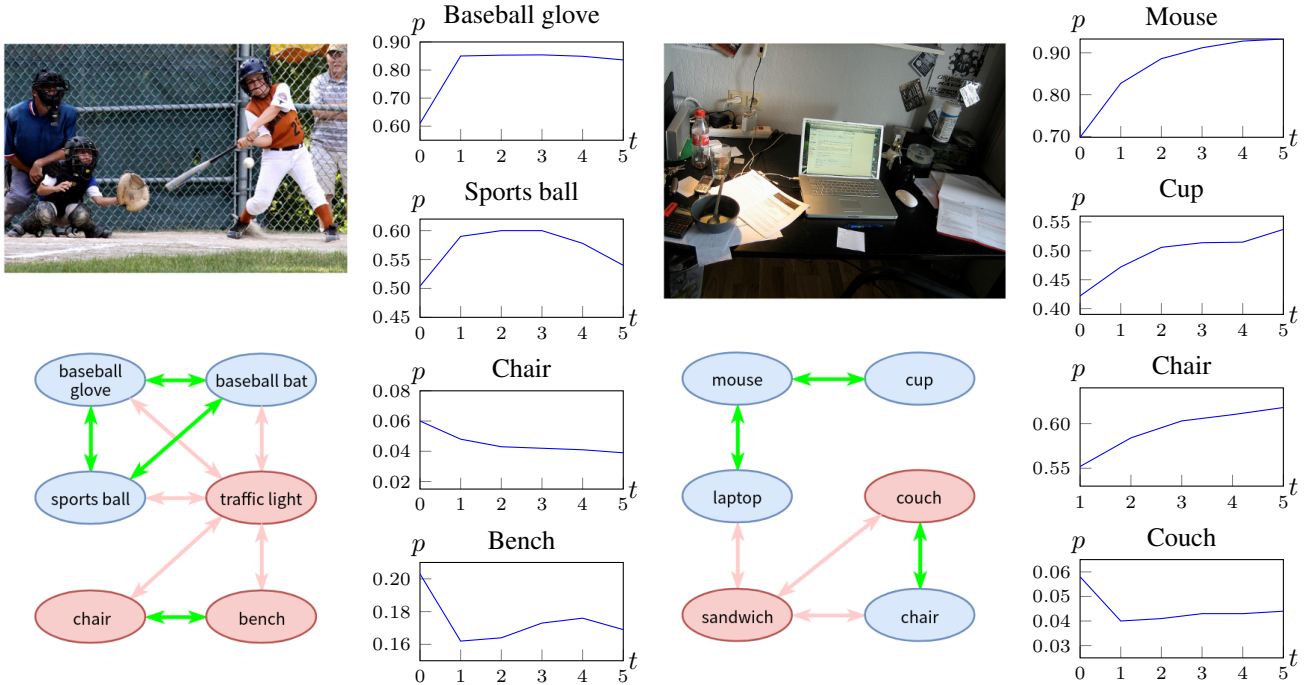 Baseball glove
p
0.90
0.80
0.70
0.60
0 1 2 3 4 5 t
Sports ball
p
0.60
0.55
0.50
0.45
0 1 2 3 4 5 t
Chair
p
0.08
0.06
0.04
0.02
0 1 2 3 4 5 t
Bench
p
0.20
0.18
0.16
0 1 2 3 4 5 t
baseball
glove
baseball bat
sports ball
traffic light
chair
bench
Mouse
p
0.90
0.80
0.70
0 1 2 3 4 5 t
Cup
p
0.55
0.50
0.45
0.40
0 1 2 3 4 5 t
Chair
p
0.60
0.55
1 2 3 4 5 t
Couch
p
0.06
0.05
0.04
0.03
0 1 2 3 4 5 t
mouse
cup
laptop
couch
sandwich
chair